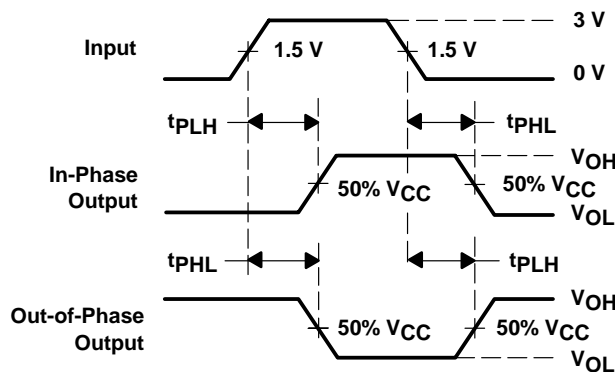 3 V
Input
1.5 V
1.5 V
0 V
tPLH
tPHL
VOH
In-Phase
Output
50% VCC
50% VCC
VOL
tPHL
tPLH
VOH
Out-of-Phase
Output
50% VCC
50% VCC
VOL